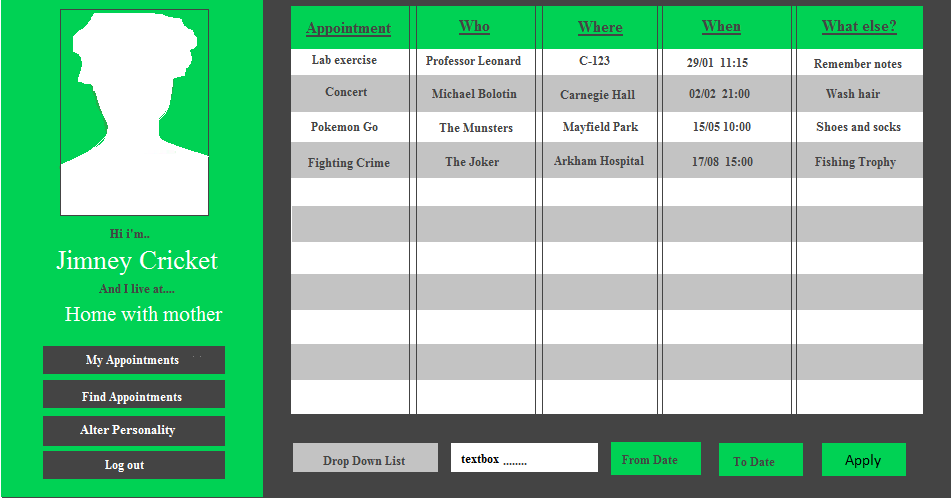 Hi i'm..
Jimney Cricket
And I live at....
Home with mother
My Appointments
Find Appointments
Alter Personality
Log out
Appointment Who Where When What else?
Lab exercise Professor Leonard C-123 29/01 11:15 Remember notes
Concert Michael Bolotin Carnegie Hall 02/02 21:00 Wash hair
Pokemon Go The Munsters Mayfield Park 15/05 10:00 Shoes and socks
Fighting Crime The Joker Arkham Hospital 17/08 15:00 Fishing Trophy
Drop Down List textbox ........ From Date To Date Apply